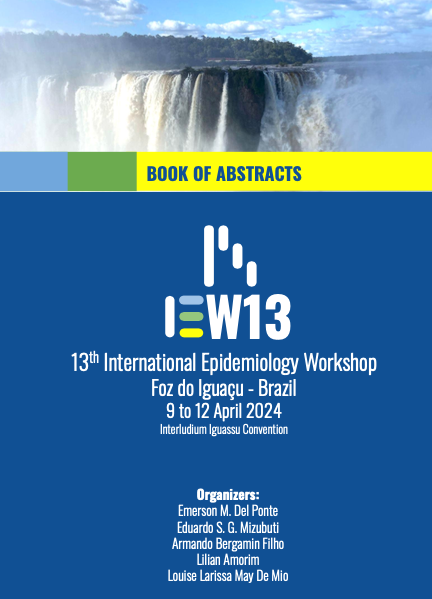 BOOK OF ABSTRACTS
IEW13
13th International Epidemiology Workshop
Foz do Iguaçu - Brazil
9 to 12 April 2024
Interludium Iguassu Convention
Organizers:
Emerson M. Del Ponte
Eduardo S. G. Mizubuti
Armando Bergamin Filho
Lilian Amorim
Louise Larissa May De Mio